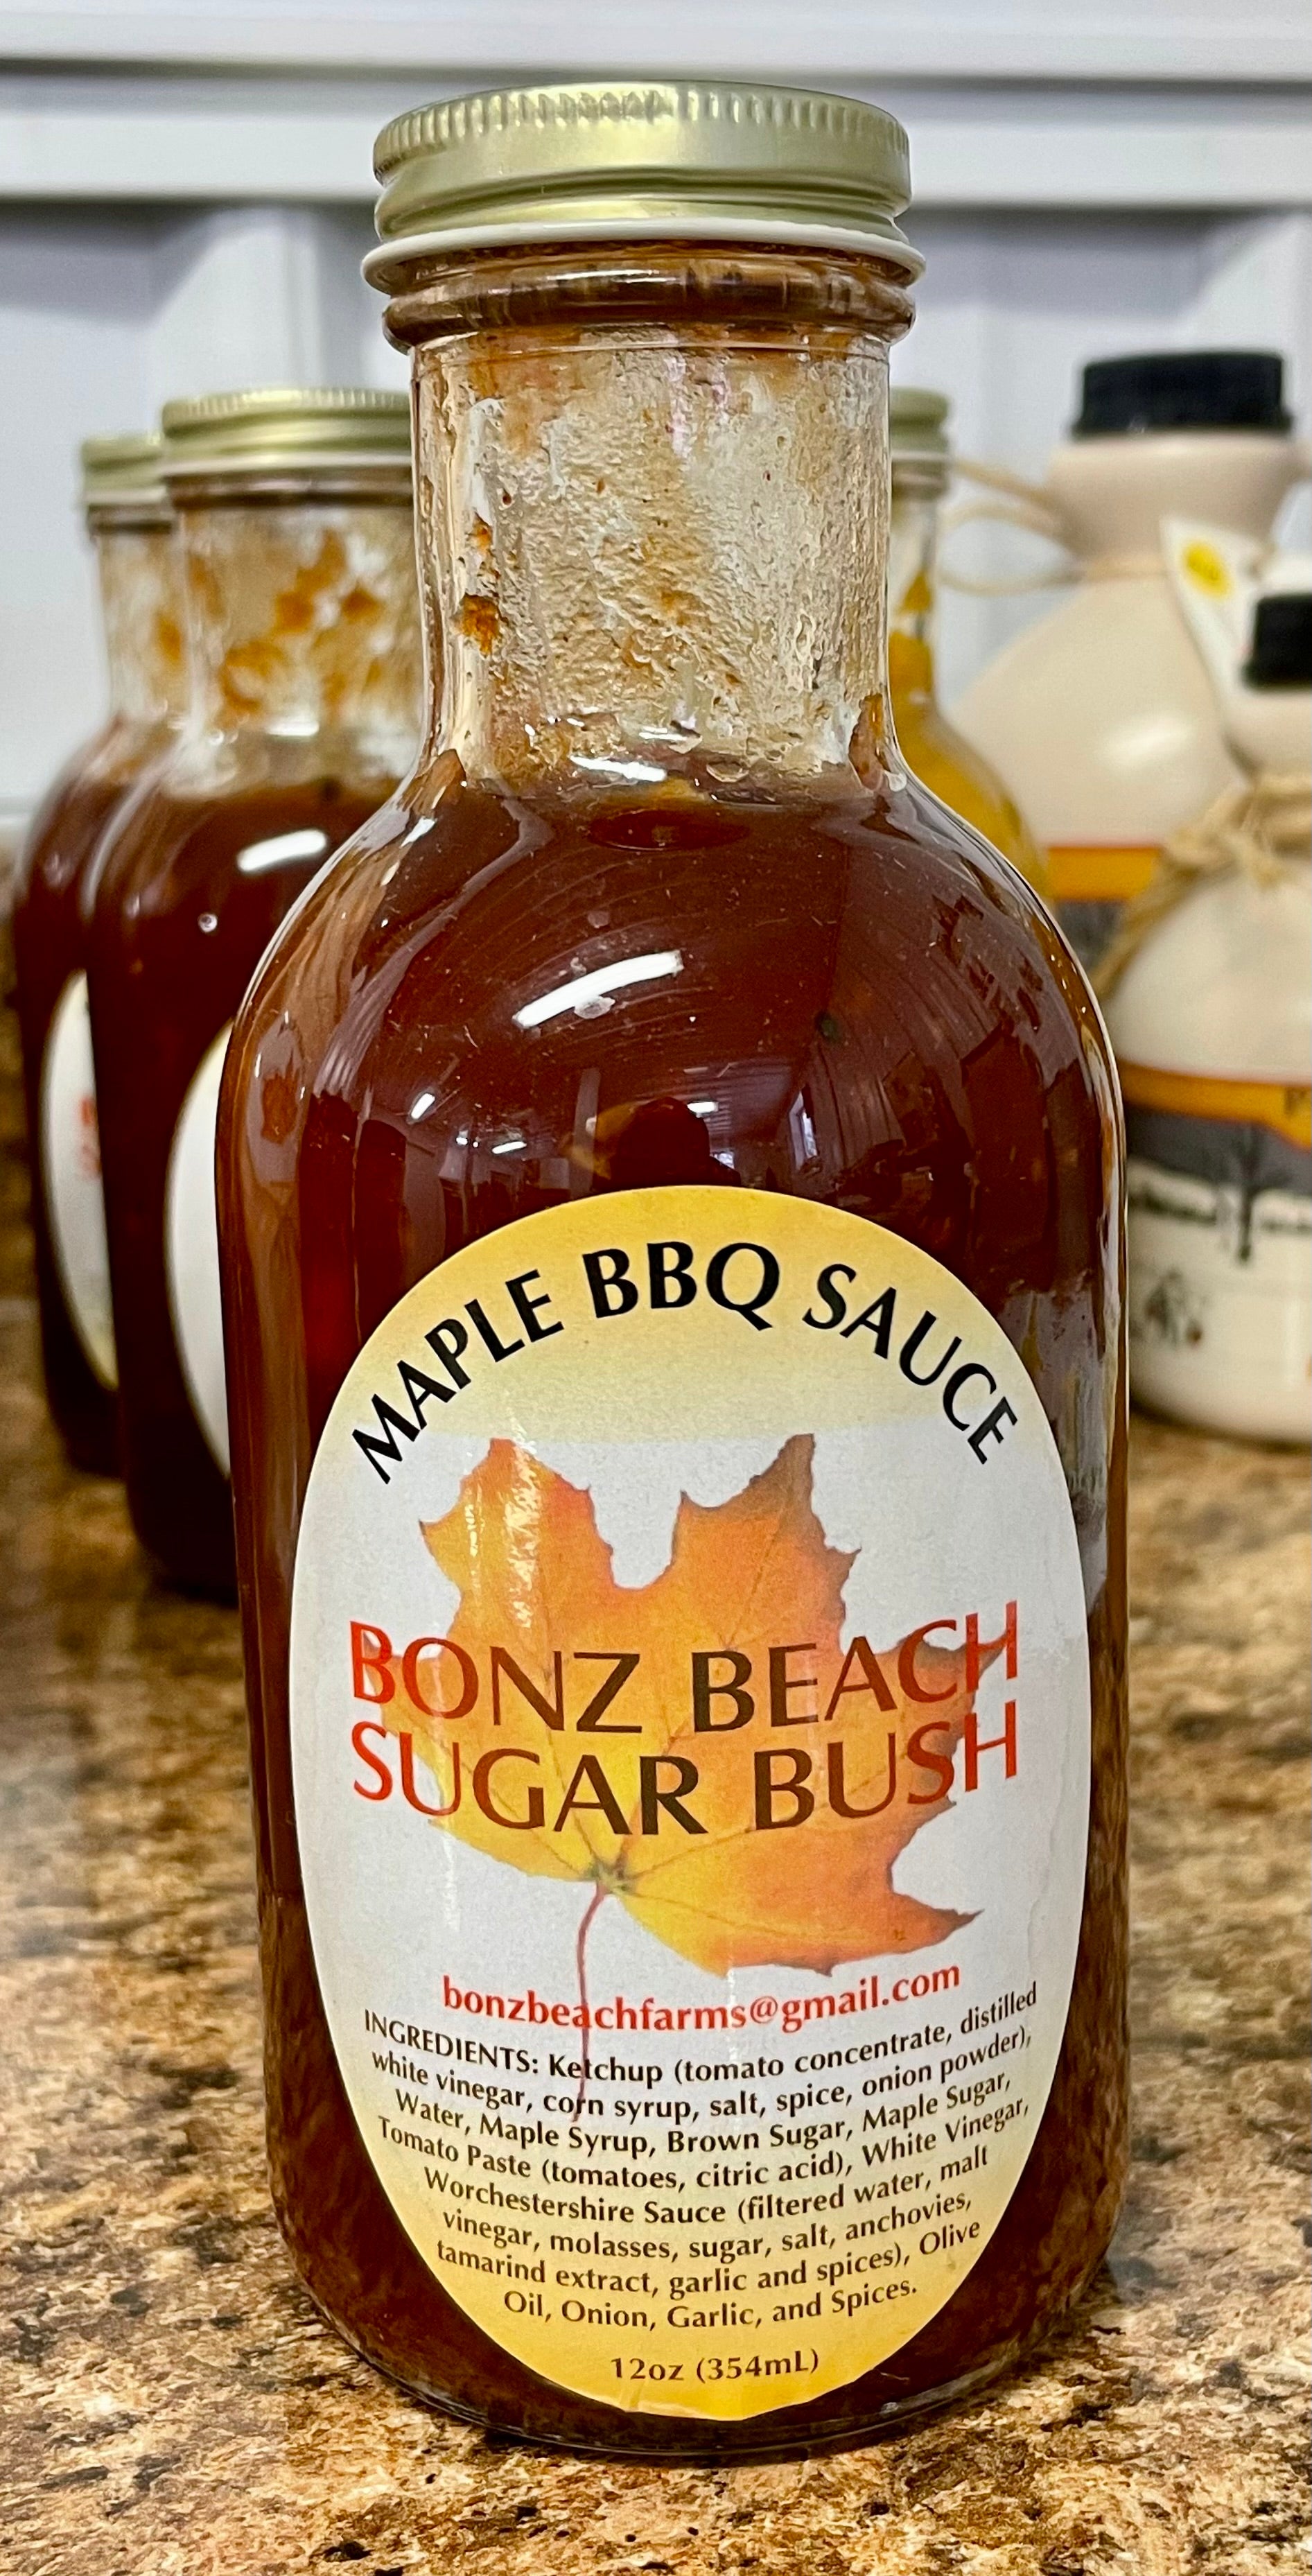 MAPLE BBQ SAUCE
BONZ BEACH
SUGAR BUSH
bonzbeachfarms@gmail.com
INGREDIENTS: Ketchup (tomato concentrate, distilled
white vinegar, corn syrup, salt, spice, onion powder),
Water, Maple Syrup, Brown Sugar, Maple Sugar,
Tomato Paste (tomatoes, citric acid), White Vinegar,
Worchestershire Sauce (filtered water, malt
vinegar, molasses, sugar, salt, anchovies,
tamarind extract, garlic and spices), Olive
Oil, Onion, Garlic, and Spices.
12oz (354mL)